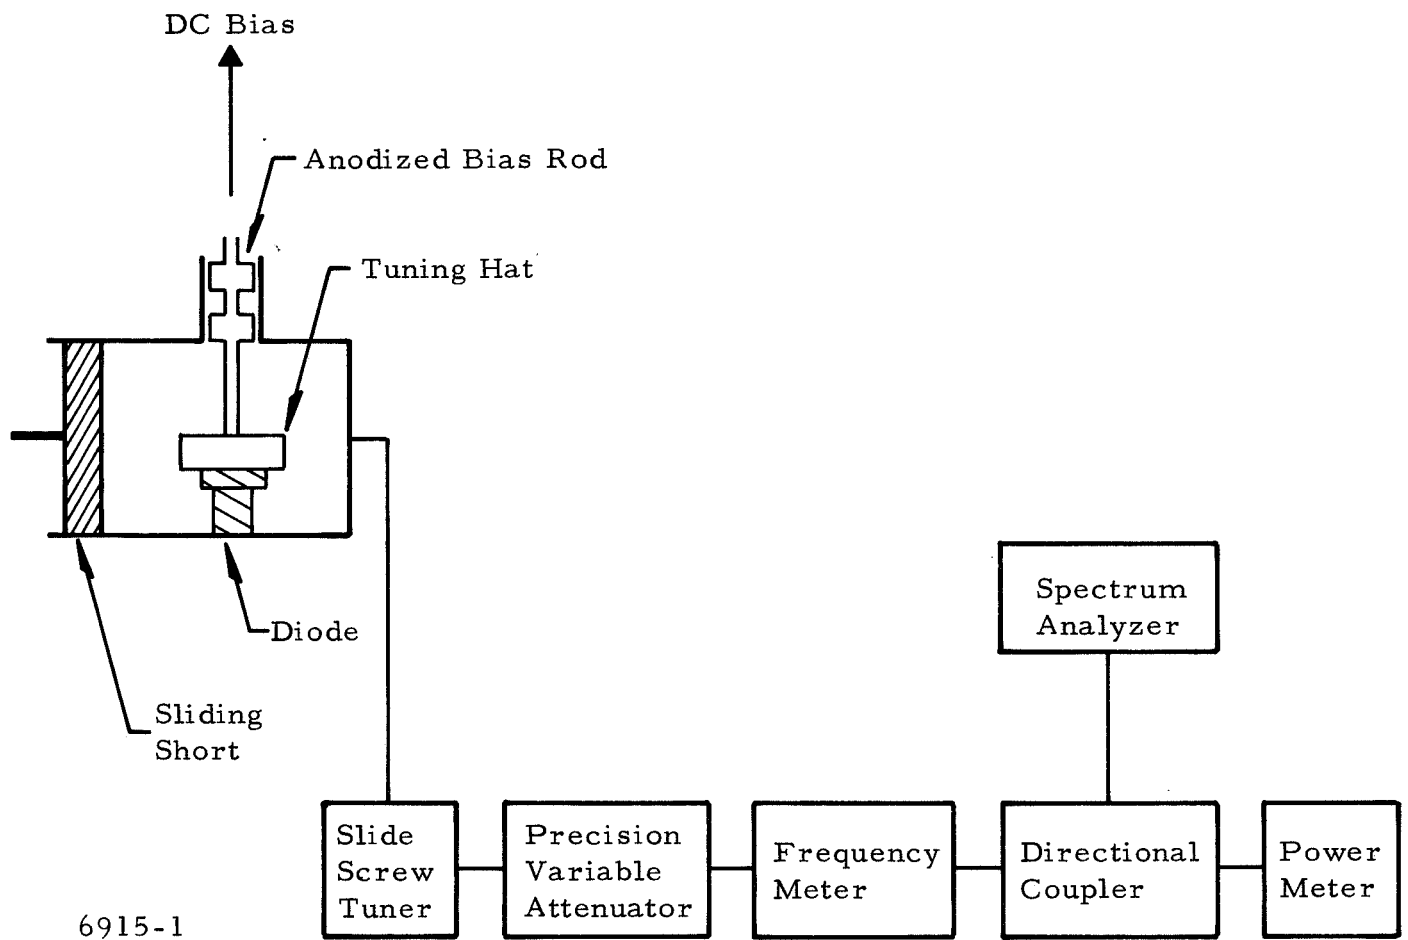 DC Bias
Anodized Bias Rod
Tuning Hat
Diode
Sliding
Short
Spectrum
Analyzer
Slide
Screw
Tuner
Precision
Variable
Attenuator
Frequency
Meter
Directional
Coupler
Power
Meter
6915-1